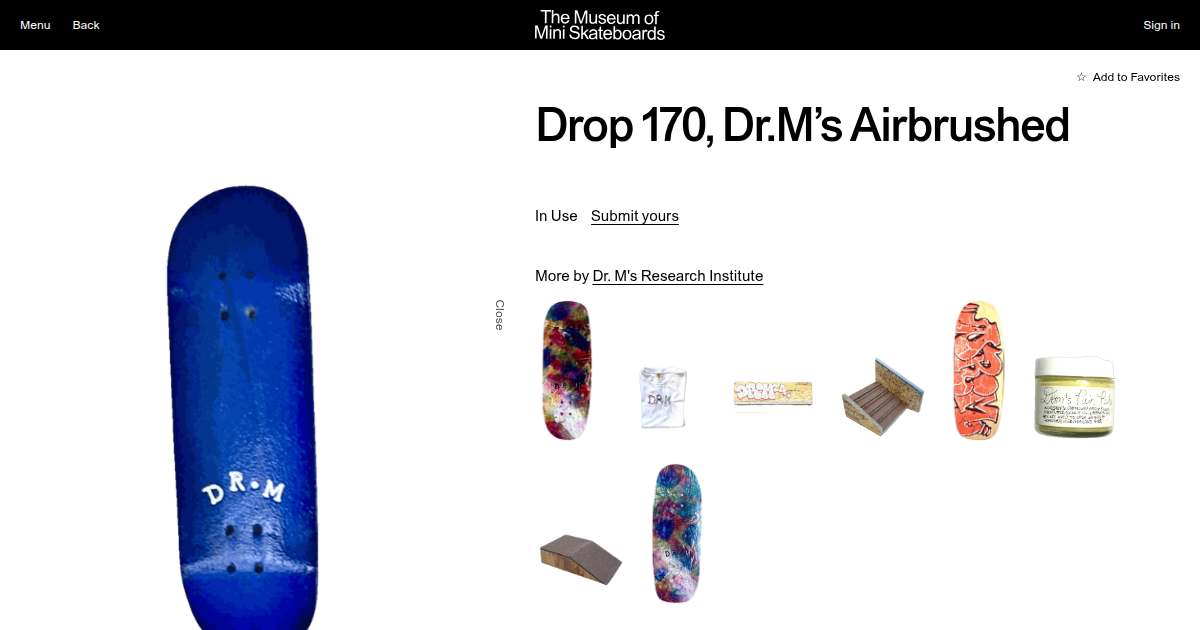 Menu
Back
The Museum of
Mini Skateboards
Sign in
☆ Add to Favorites
Drop 170, Dr.M’s Airbrushed
In Use
Submit yours
More by Dr. M's Research Institute
Close
DR•M
DR.M